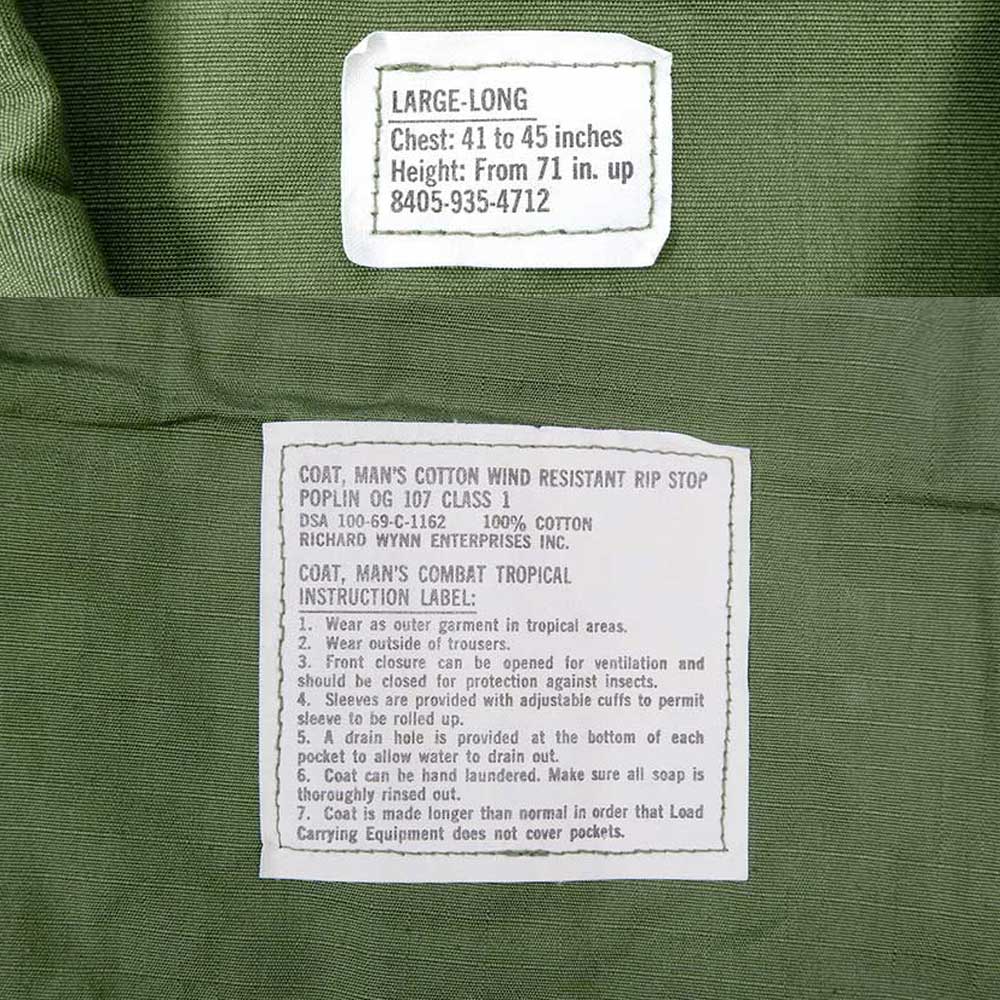 LARGE-LONG
Chest: 41 to 45 inches
Height: From 71 in. up
8405-935-4712
COAT, MAN'S COTTON WIND RESISTANT RIP STOP
POPLIN OG 107 CLASS 1
DSA 100-69-C-1162 100% COTTON
RICHARD WYNN ENTERPRISES INC.
COAT, MAN'S COMBAT TROPICAL
INSTRUCTION LABEL:
1. Wear as outer garment in tropical areas.
2. Wear outside of trousers.
3. Front closure can be opened for ventilation and
should be closed for protection against insects.
4. Sleeves are provided with adjustable cuffs to permit
sleeve to be rolled up.
5. A drain hole is provided at the bottom of each
pocket to allow water to drain out.
6. Coat can be hand laundered. Make sure all soap is
thoroughly rinsed out.
7. Coat is made longer than normal in order that Load
Carrying Equipment does not cover pockets.